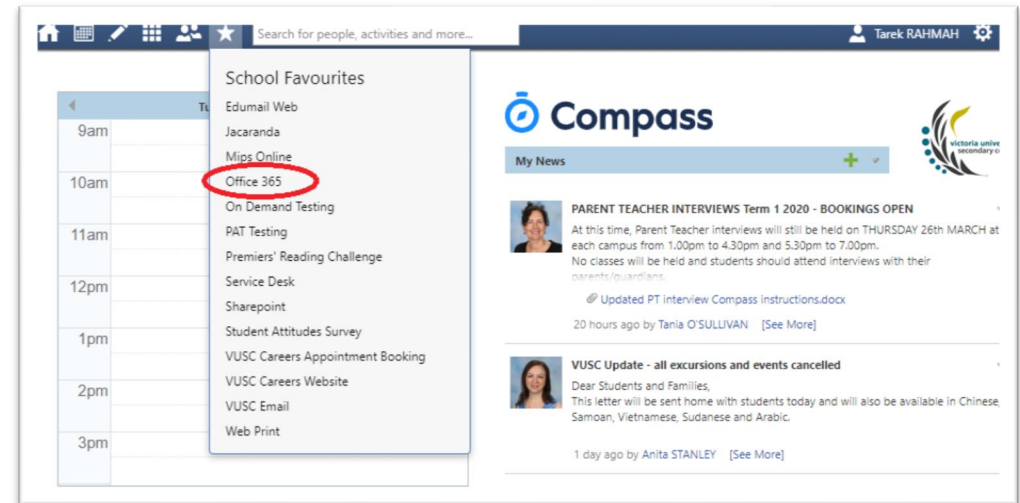 Search for people, activities and more...
Tarek RAHMAH
School Favourites
Edumail Web
Jacaranda
Mips Online
Office 365
On Demand Testing
PAT Testing
Premiers' Reading Challenge
Service Desk
Sharepoint
Student Attitudes Survey
VUSC Careers Appointment Booking
VUSC Careers Website
VUSC Email
Web Print
Tu
9am
10am
11am
12pm
1pm
2pm
3pm
Compass
victoria unive
secondary c
My News
PARENT TEACHER INTERVIEWS Term 1 2020 - BOOKINGS OPEN
At this time, Parent Teacher interviews will still be held on THURSDAY 26th MARCH at
each campus from 1.00pm to 4.30pm and 5.30pm to 7.00pm.
No classes will be held and students should attend interviews with their
parents/guardians.
Updated PT interview Compass instructions.docx
20 hours ago by Tania O'SULLIVAN [See More]
VUSC Update - all excursions and events cancelled
Dear Students and Families,
This letter will be sent home with students today and will also be available in Chinese,
Samoan, Vietnamese, Sudanese and Arabic.
1 day ago by Anita STANLEY [See More]